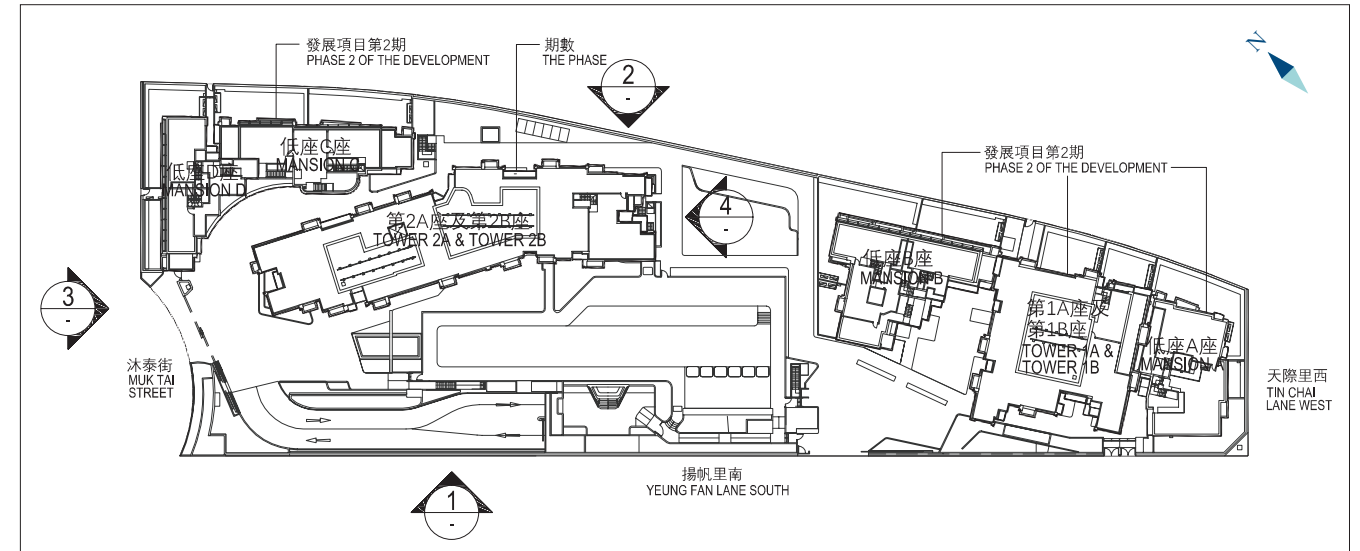 發展項目第2期
PHASE 2 OF THE DEVELOPMENT
期數
THE PHASE
2
-
N
低座C座
MANSION C
低座D座
MANSION D
發展項目第2期
PHASE 2 OF THE DEVELOPMENT
4
-
第2A座及第2B座
TOWER 2A & TOWER 2B
低座B座
MANSION B
3
-
第1A座及
第1B座
TOWER 1A &
TOWER 1B
低座A座
MANSION A
沐泰街
MUK TAI
STREET
天際里西
TIN CHAI
LANE WEST
揚帆里南
YEUNG FAN LANE SOUTH
1
-